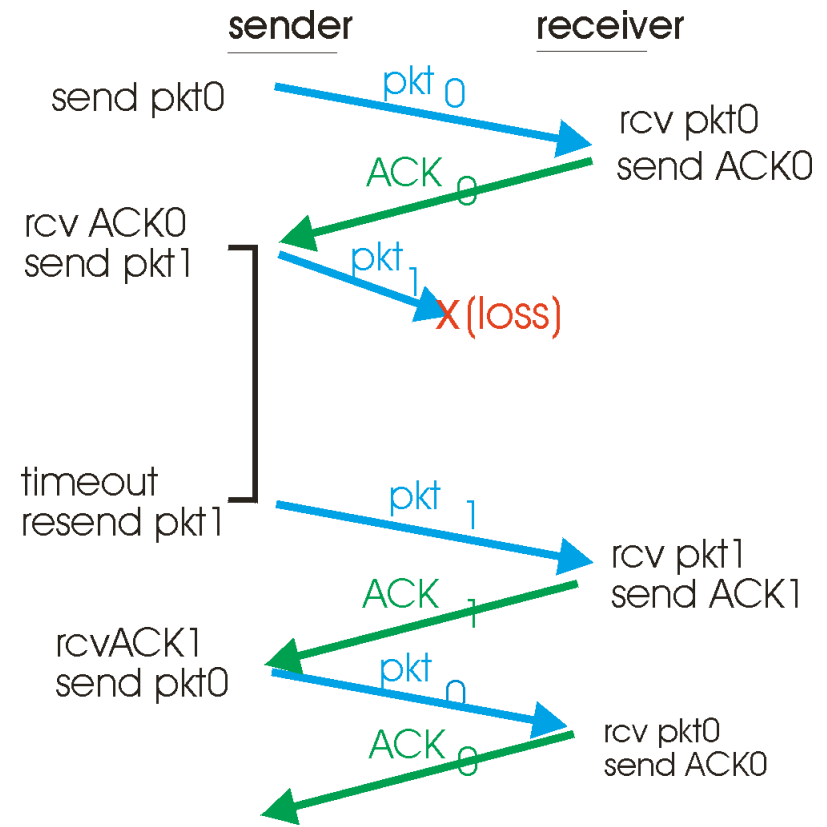 sender
receiver
send pkt0
pkt 0
rcv pkt0
send ACK0
ACK 0
rcv ACK0
send pkt1
pkt 1
X (loss)
timeout
resend pkt1
pkt 1
rcv pkt1
send ACK1
ACK 1
rcvACK1
send pkt0
pkt 0
rcv pkt0
send ACK0
ACK 0